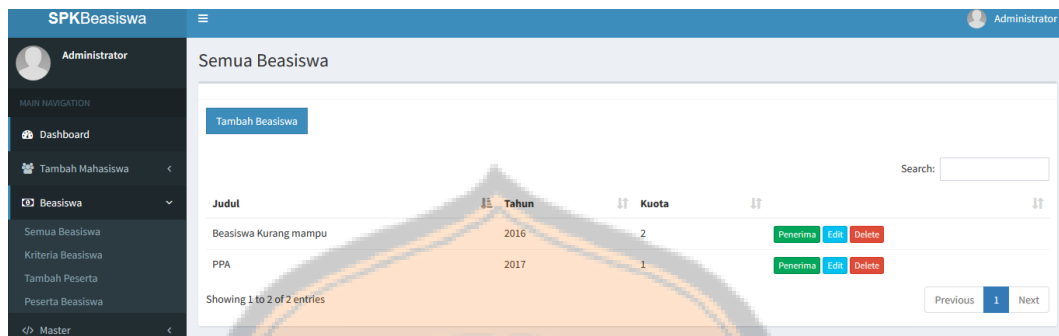 SPKBeasiswa
Administrator
Administrator
MAIN NAVIGATION
Dashboard
Tambah Mahasiswa
Beasiswa
Semua Beasiswa
Kriteria Beasiswa
Tambah Peserta
Peserta Beasiswa
Master
Semua Beasiswa
Tambah Beasiswa
Search:
Judul Tahun Kuota
Beasiswa Kurang mampu 2016 2 Penerima Edit Delete
PPA 2017 1 Penerima Edit Delete
Showing 1 to 2 of 2 entries
Previous 1 Next